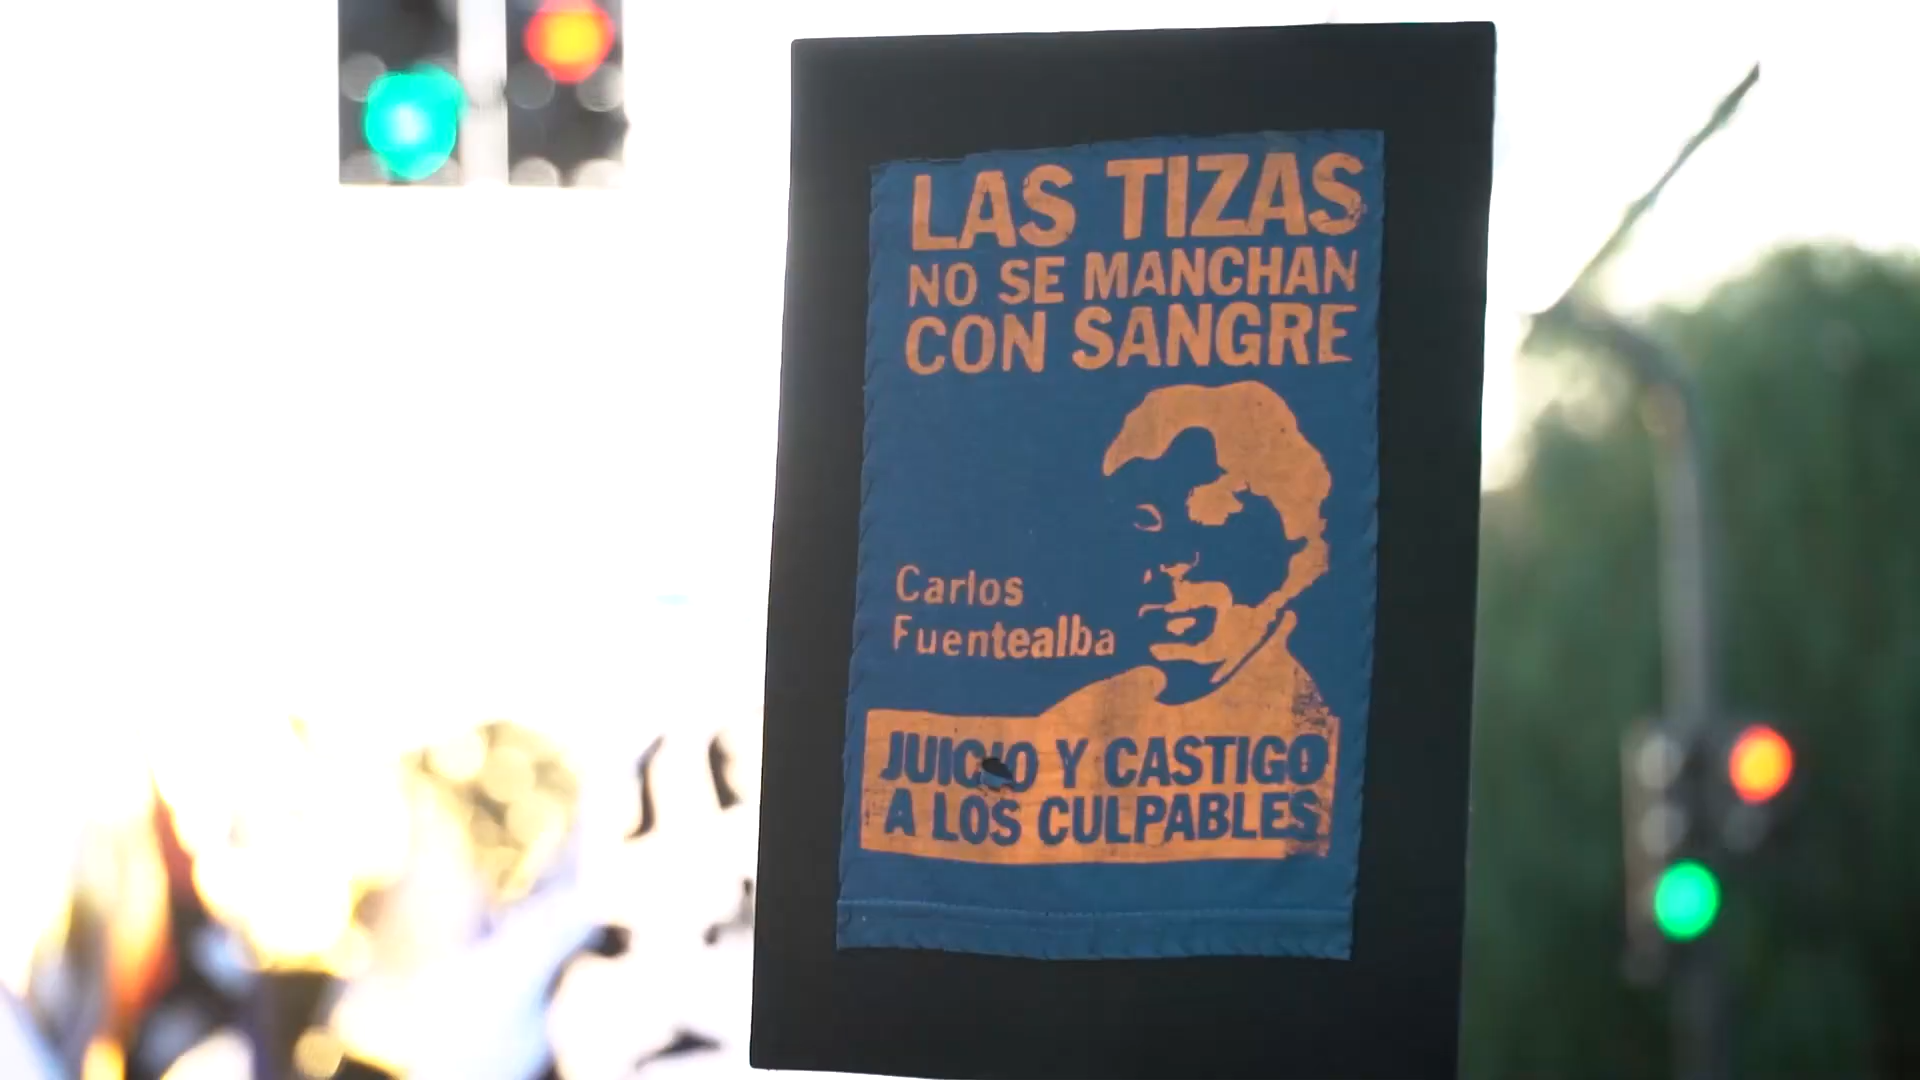 LAS TIZAS
NO SE MANCHAN
CON SANGRE
Carlos
Fuentealba
JUICIO Y CASTIGO
A LOS CULPABLES